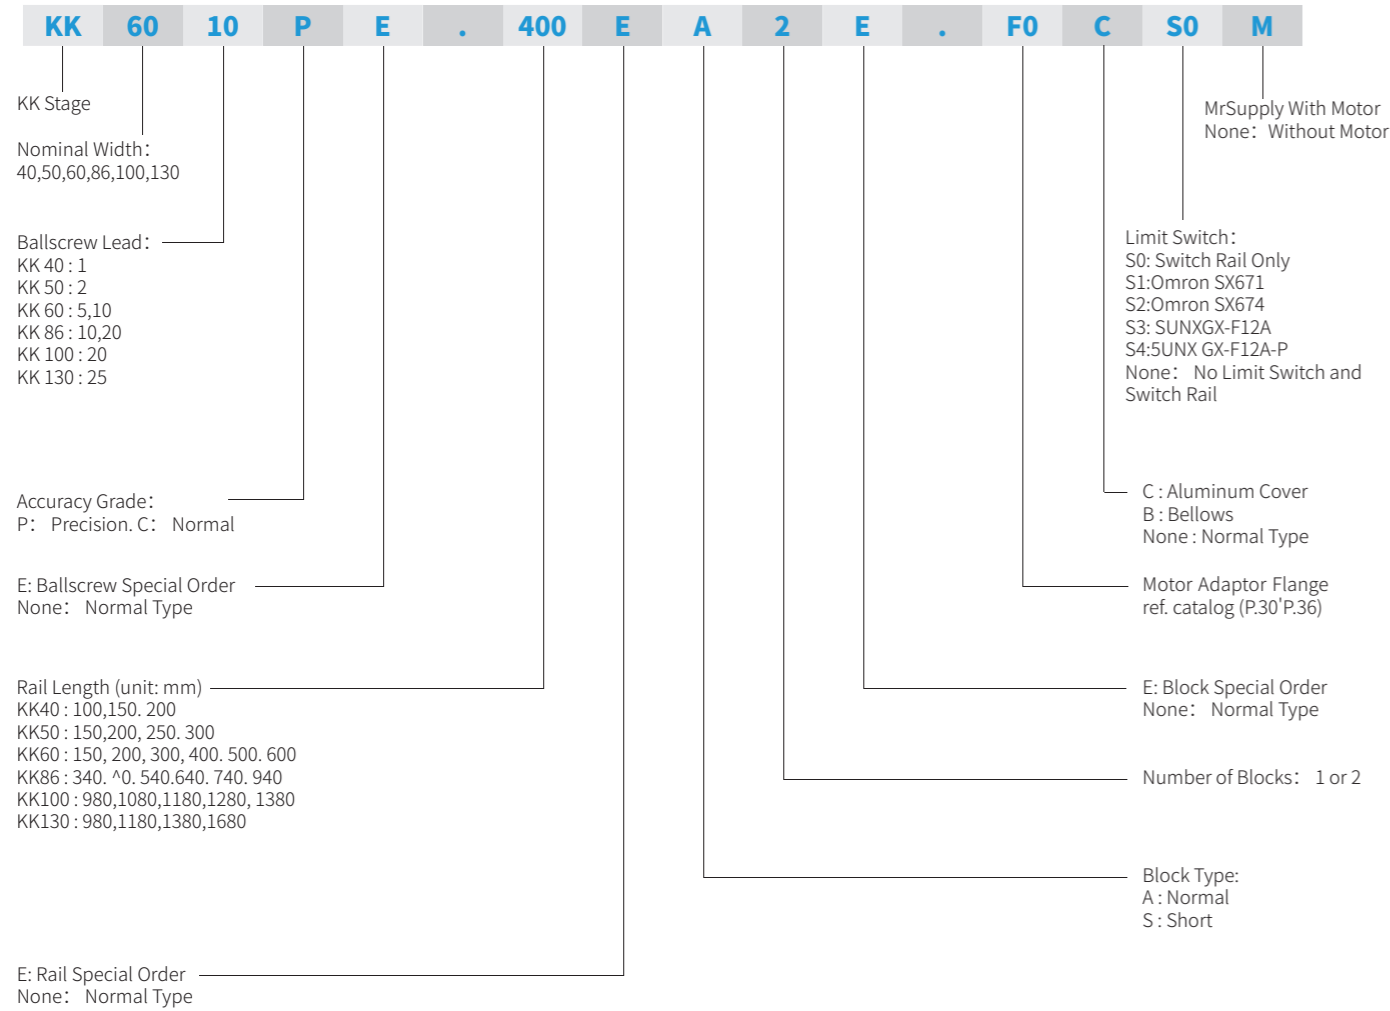 KK 60 10 P E . 400 E A 2 E . F0 C S0 M
KK Stage
Nominal Width：
40,50,60,86,100,130
Ballscrew Lead：
KK 40 : 1
KK 50 : 2
KK 60 : 5,10
KK 86 : 10,20
KK 100 : 20
KK 130 : 25
Accuracy Grade：
P： Precision. C： Normal
E: Ballscrew Special Order
None： Normal Type
Rail Length (unit: mm)
KK40 : 100,150. 200
KK50 : 150,200, 250. 300
KK60 : 150, 200, 300, 400. 500. 600
KK86 : 340. ^0. 540.640. 740. 940
KK100 : 980,1080,1180,1280, 1380
KK130 : 980,1180,1380,1680
E: Rail Special Order
None： Normal Type
MrSupply With Motor
None： Without Motor
Limit Switch：
S0: Switch Rail Only
S1:Omron SX671
S2:Omron SX674
S3: SUNXGX-F12A
S4:5UNX GX-F12A-P
None： No Limit Switch and
Switch Rail
C : Aluminum Cover
B : Bellows
None : Normal Type
Motor Adaptor Flange
ref. catalog (P.30'P.36)
E: Block Special Order
None： Normal Type
Number of Blocks： 1 or 2
Block Type:
A : Normal
S : Short